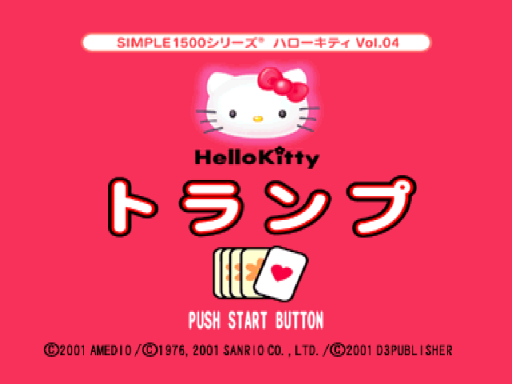 SIMPLE1500シリーズ® ハローキティ Vol.04
HelloKitty
トランプ
PUSH START BUTTON
©2001 AMEDIO /©1976, 2001 SANRIO CO., LTD. /©2001 D3PUBLISHER